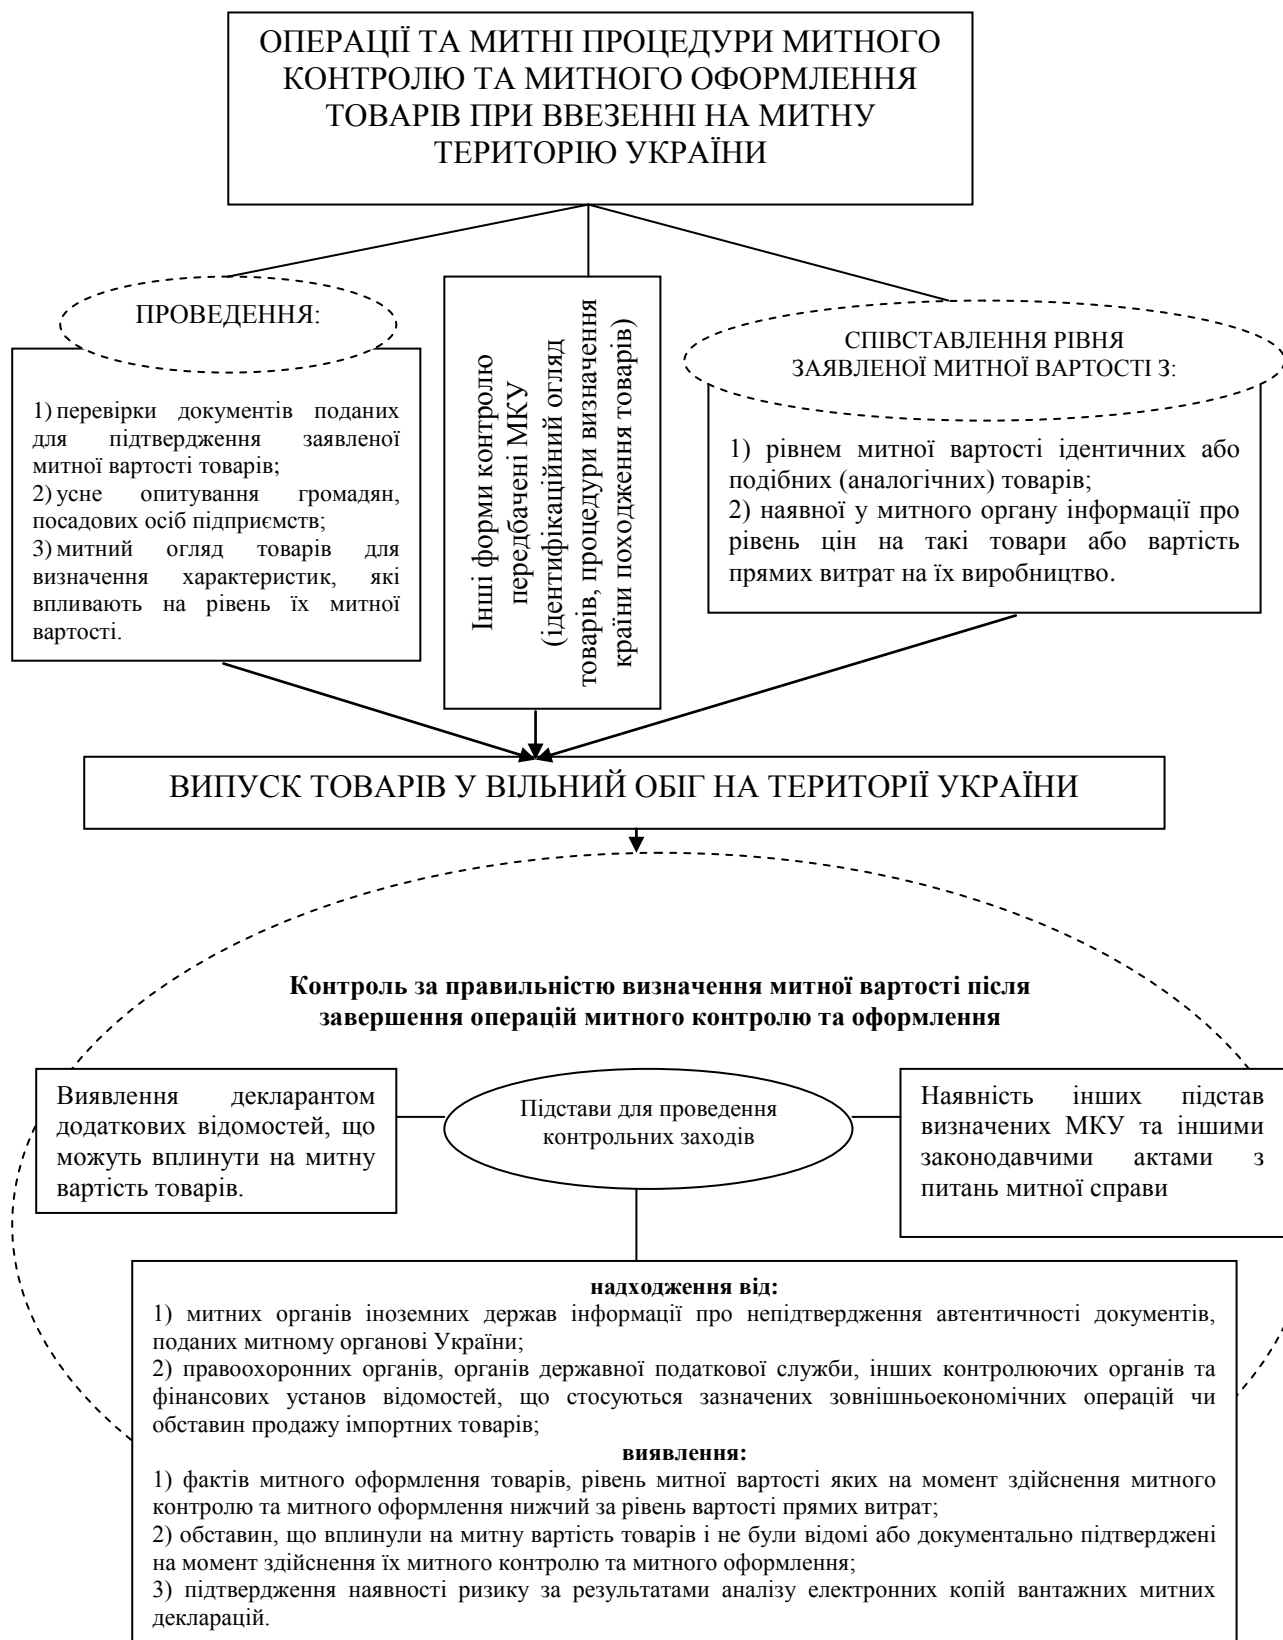 ОПЕРАЦІЇ ТА МИТНІ ПРОЦЕДУРИ МИТНОГО
КОНТРОЛЮ ТА МИТНОГО ОФОРМЛЕННЯ
ТОВАРІВ ПРИ ВВЕЗЕННІ НА МИТНУ
ТЕРИТОРІЮ УКРАЇНИ
ПРОВЕДЕННЯ:
1) перевірки документів поданих
для підтвердження заявленої
митної вартості товарів;
2) усне опитування громадян,
посадових осіб підприємств;
3) митний огляд товарів для
визначення характеристик, які
впливають на рівень їх митної
вартості.
Інші форми контролю
передбачені МКУ
(ідентифікаційний огляд
товарів, процедури визначення
країни походження товарів)
СПІВСТАВЛЕННЯ РІВНЯ
ЗАЯВЛЕНОЇ МИТНОЇ ВАРТОСТІ З:
1) рівнем митної вартості ідентичних або
подібних (аналогічних) товарів;
2) наявної у митного органу інформації про
рівень цін на такі товари або вартість
прямих витрат на їх виробництво.
ВИПУСК ТОВАРІВ У ВІЛЬНИЙ ОБІГ НА ТЕРИТОРІЇ УКРАЇНИ
Контроль за правильністю визначення митної вартості після
завершення операцій митного контролю та оформлення
Виявлення декларантом
додаткових відомостей, що
можуть вплинути на митну
вартість товарів.
Підстави для проведення
контрольних заходів
Наявність інших підстав
визначених МКУ та іншими
законодавчими актами з
питань митної справи
надходження від:
1) митних органів іноземних держав інформації про непідтвердження автентичності документів,
поданих митному органові України;
2) правоохоронних органів, органів державної податкової служби, інших контролюючих органів та
фінансових установ відомостей, що стосуються зазначених зовнішньоекономічних операцій чи
обставин продажу імпортних товарів;
виявлення:
1) фактів митного оформлення товарів, рівень митної вартості яких на момент здійснення митного
контролю та митного оформлення нижчий за рівень вартості прямих витрат;
2) обставин, що вплинули на митну вартість товарів і не були відомі або документально підтверджені
на момент здійснення їх митного контролю та митного оформлення;
3) підтвердження наявності ризику за результатами аналізу електронних копій вантажних митних
декларацій.